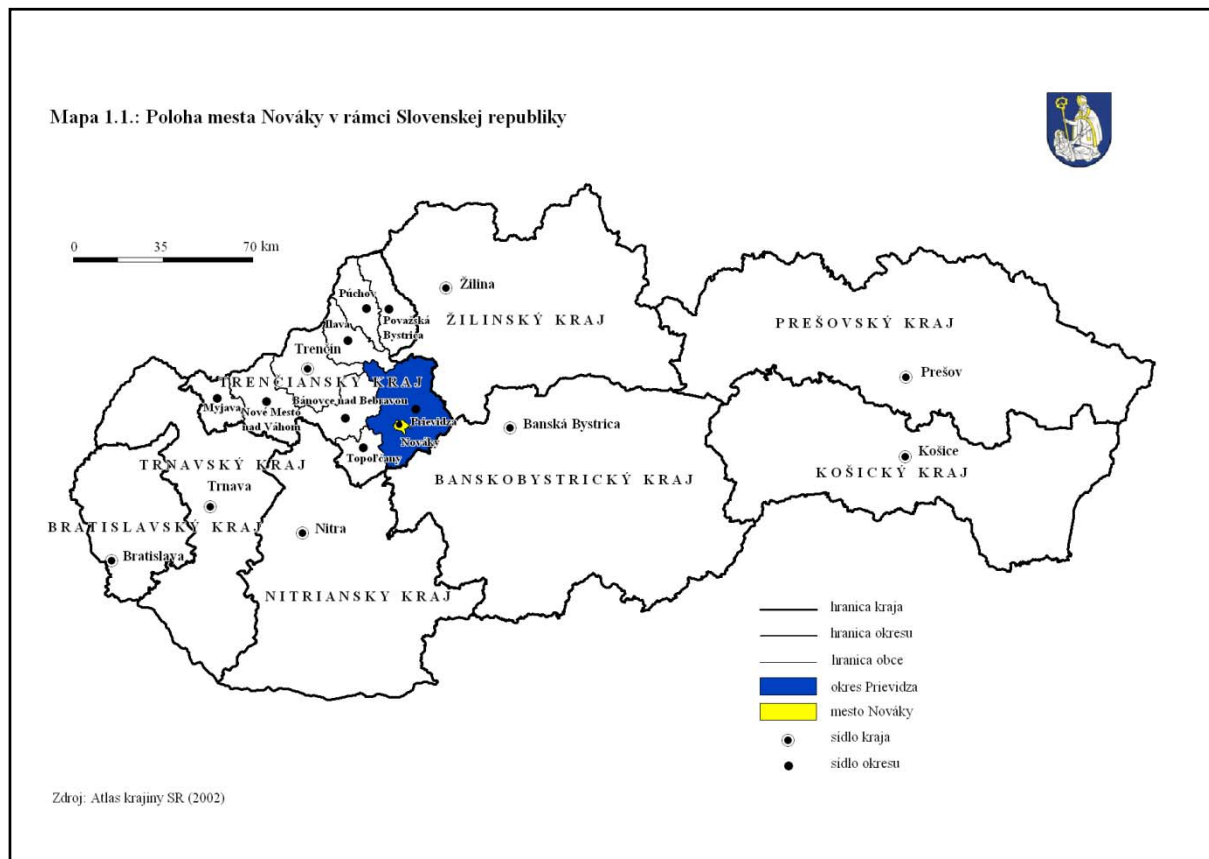 Mapa 1.1.: Poloha mesta Nováky v rámci Slovenskej republiky
0 35 70 km
Žilina
Púchov
Považská
Bystrica
ŽILINSKÝ KRAJ
PREŠOVSKÝ KRAJ
Ilava
Trenčín
Prešov
TRENČIANSKY KRAJ
Bánovce nad Bebravou
Myjava
Nové Mesto
nad Váhom
Prievidza
Nováky
Banská Bystrica
Topoľčany
Košice
TRNAVSKÝ KRAJ
KOŠICKÝ KRAJ
BANSKOBYSTRICKÝ KRAJ
Trnava
BRATISLAVSKÝ KRAJ
Nitra
Bratislava
NITRIANSKY KRAJ
hranica kraja
hranica okresu
hranica obce
okres Prievidza
mesto Nováky
sídlo kraja
sídlo okresu
Zdroj: Atlas krajiny SR (2002)